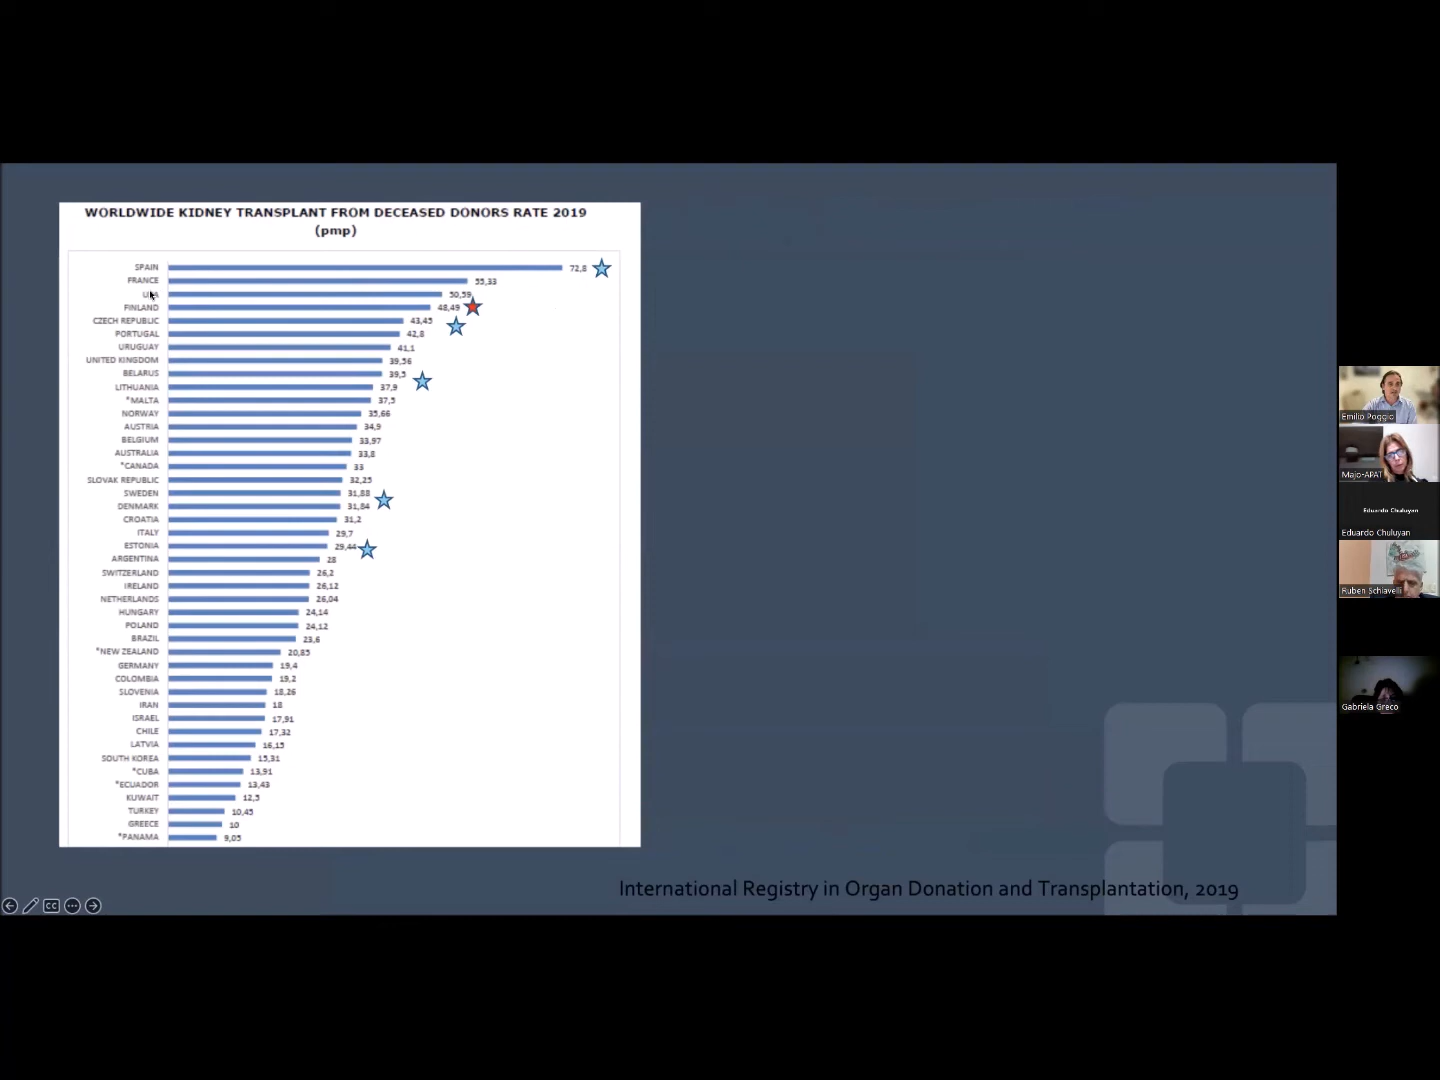 WORLDWIDE KIDNEY TRANSPLANT FROM DECEASED DONORS RATE 2019
(pmp)
SPAIN 72,8
FRANCE 55,33
50,59
FINLAND 48,49
CZECH REPUBLIC 43,45
PORTUGAL 42,8
URUGUAY 41,1
UNITED KINGDOM 39,56
BELARUS 39,5
LITHUANIA 37,9
*MALTA 37,5
NORWAY 35,66
AUSTRIA 34,9
BELGIUM 33,97
AUSTRALIA 33,8
*CANADA 33
SLOVAK REPUBLIC 32,25
SWEDEN 31,88
DENMARK 31,84
CROATIA 31,2
ITALY 29,7
ESTONIA 29,44
ARGENTINA 28
SWITZERLAND 26,2
IRELAND 26,12
NETHERLANDS 26,04
HUNGARY 24,14
POLAND 24,12
BRAZIL 23,6
*NEW ZEALAND 20,85
GERMANY 19,4
COLOMBIA 19,2
SLOVENIA 18,26
IRAN 18
ISRAEL 17,91
CHILE 17,32
LATVIA 16,15
SOUTH KOREA 15,31
*CUBA 13,91
*ECUADOR 13,43
KUWAIT 12,5
TURKEY 10,45
GREECE 10
*PANAMA 9,05
International Registry in Organ Donation and Transplantation, 2019
CC
Emilio Poggio
Majo-APAT
Eduardo Chuluyan
Eduardo Chuluyan
Ruben Schiavelli
Gabriela Greco